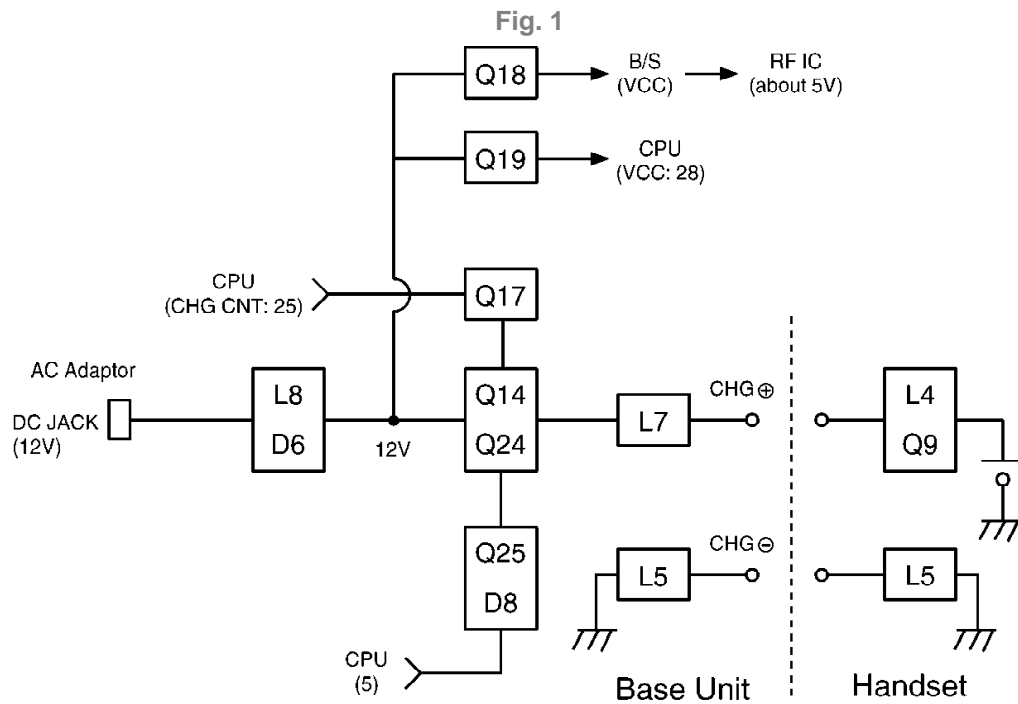 Fig. 1
Q18
B/S
(VCC)
RF IC
(about 5V)
Q19
CPU
(VCC: 28)
CPU
(CHG CNT: 25)
Q17
AC Adaptor
DC JACK
(12V)
L8
D6
12V
Q14
Q24
L7
CHG⊕
L4
Q9
Q25
D8
L5
CHG⊖
L5
CPU
(5)
Base Unit
Handset